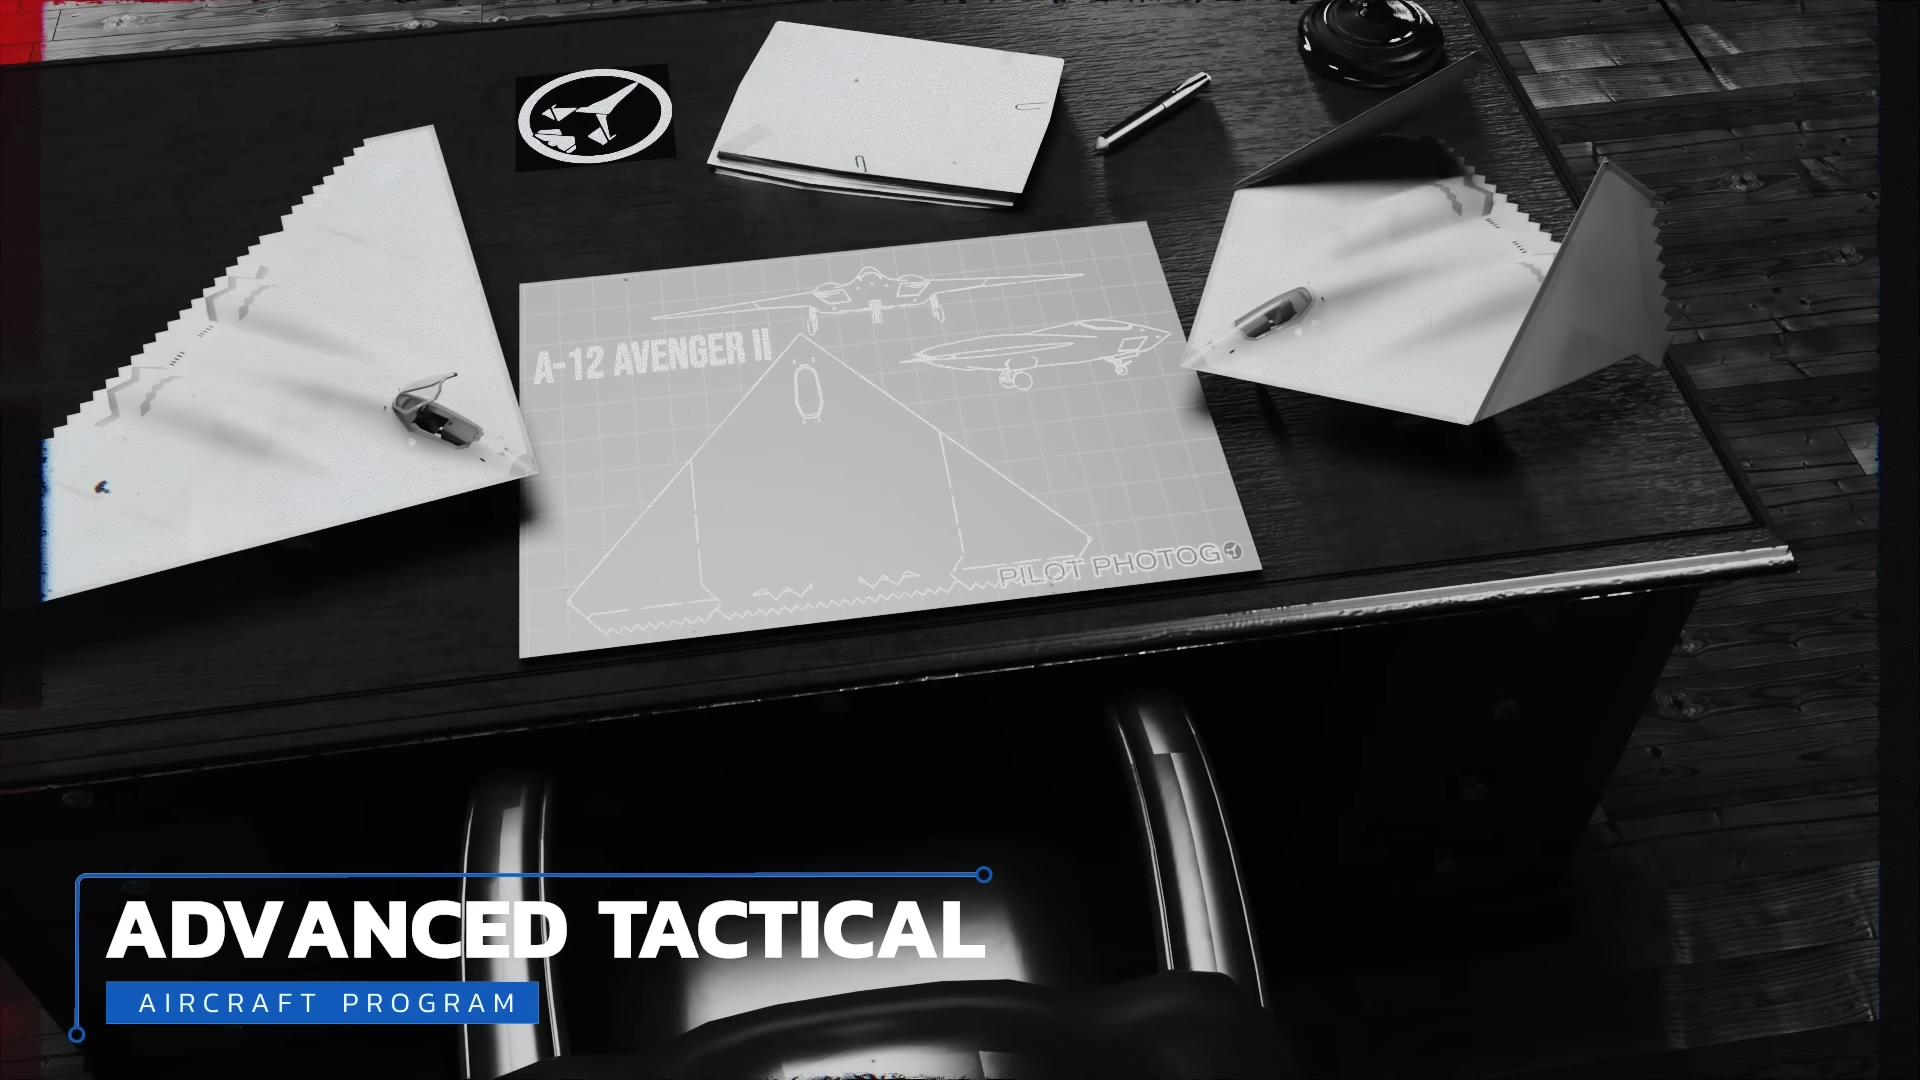 A-12 AVENGER II
PILOT PHOTOG
ADVANCED TACTICAL
AIRCRAFT PROGRAM